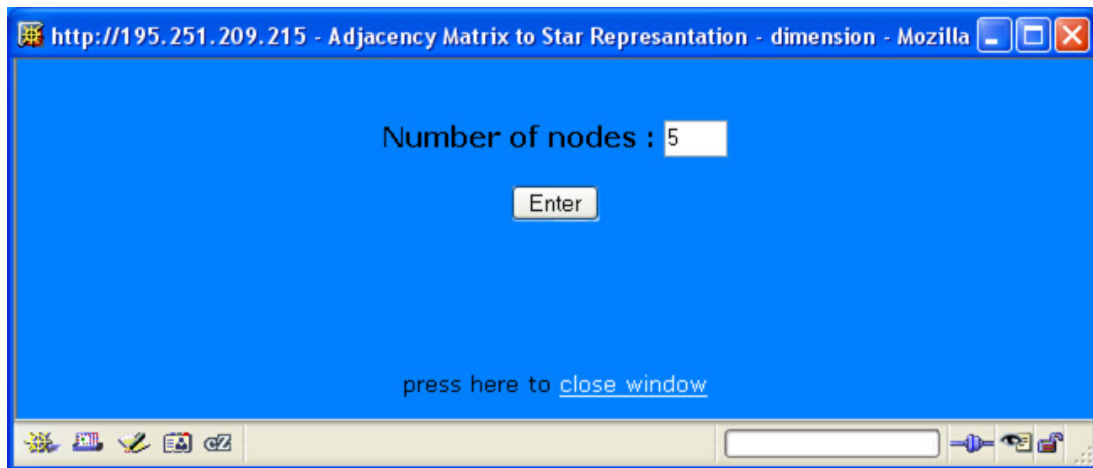 http://195.251.209.215 - Adjacency Matrix to Star Represantation - dimension - Mozilla
Number of nodes : 5
Enter
press here to close window